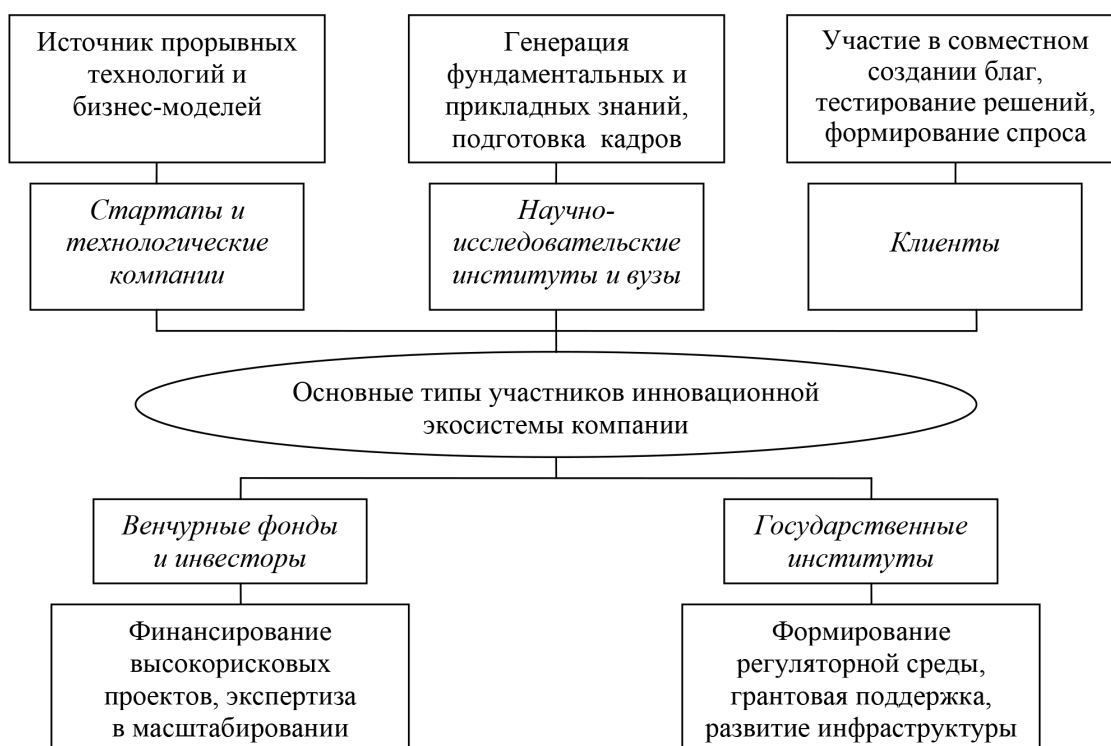 Источник прорывных
технологий и
бизнес-моделей
Генерация
фундаментальных и
прикладных знаний,
подготовка кадров
Участие в совместном
создании благ,
тестирование решений,
формирование спроса
Стартапы и
технологические
компании
Научно-
исследовательские
институты и вузы
Клиенты
Основные типы участников инновационной
экосистемы компании
Венчурные фонды
и инвесторы
Государственные
институты
Финансирование
высокорисковых
проектов, экспертиза
в масштабировании
Формирование
регуляторной среды,
грантовая поддержка,
развитие инфраструктуры